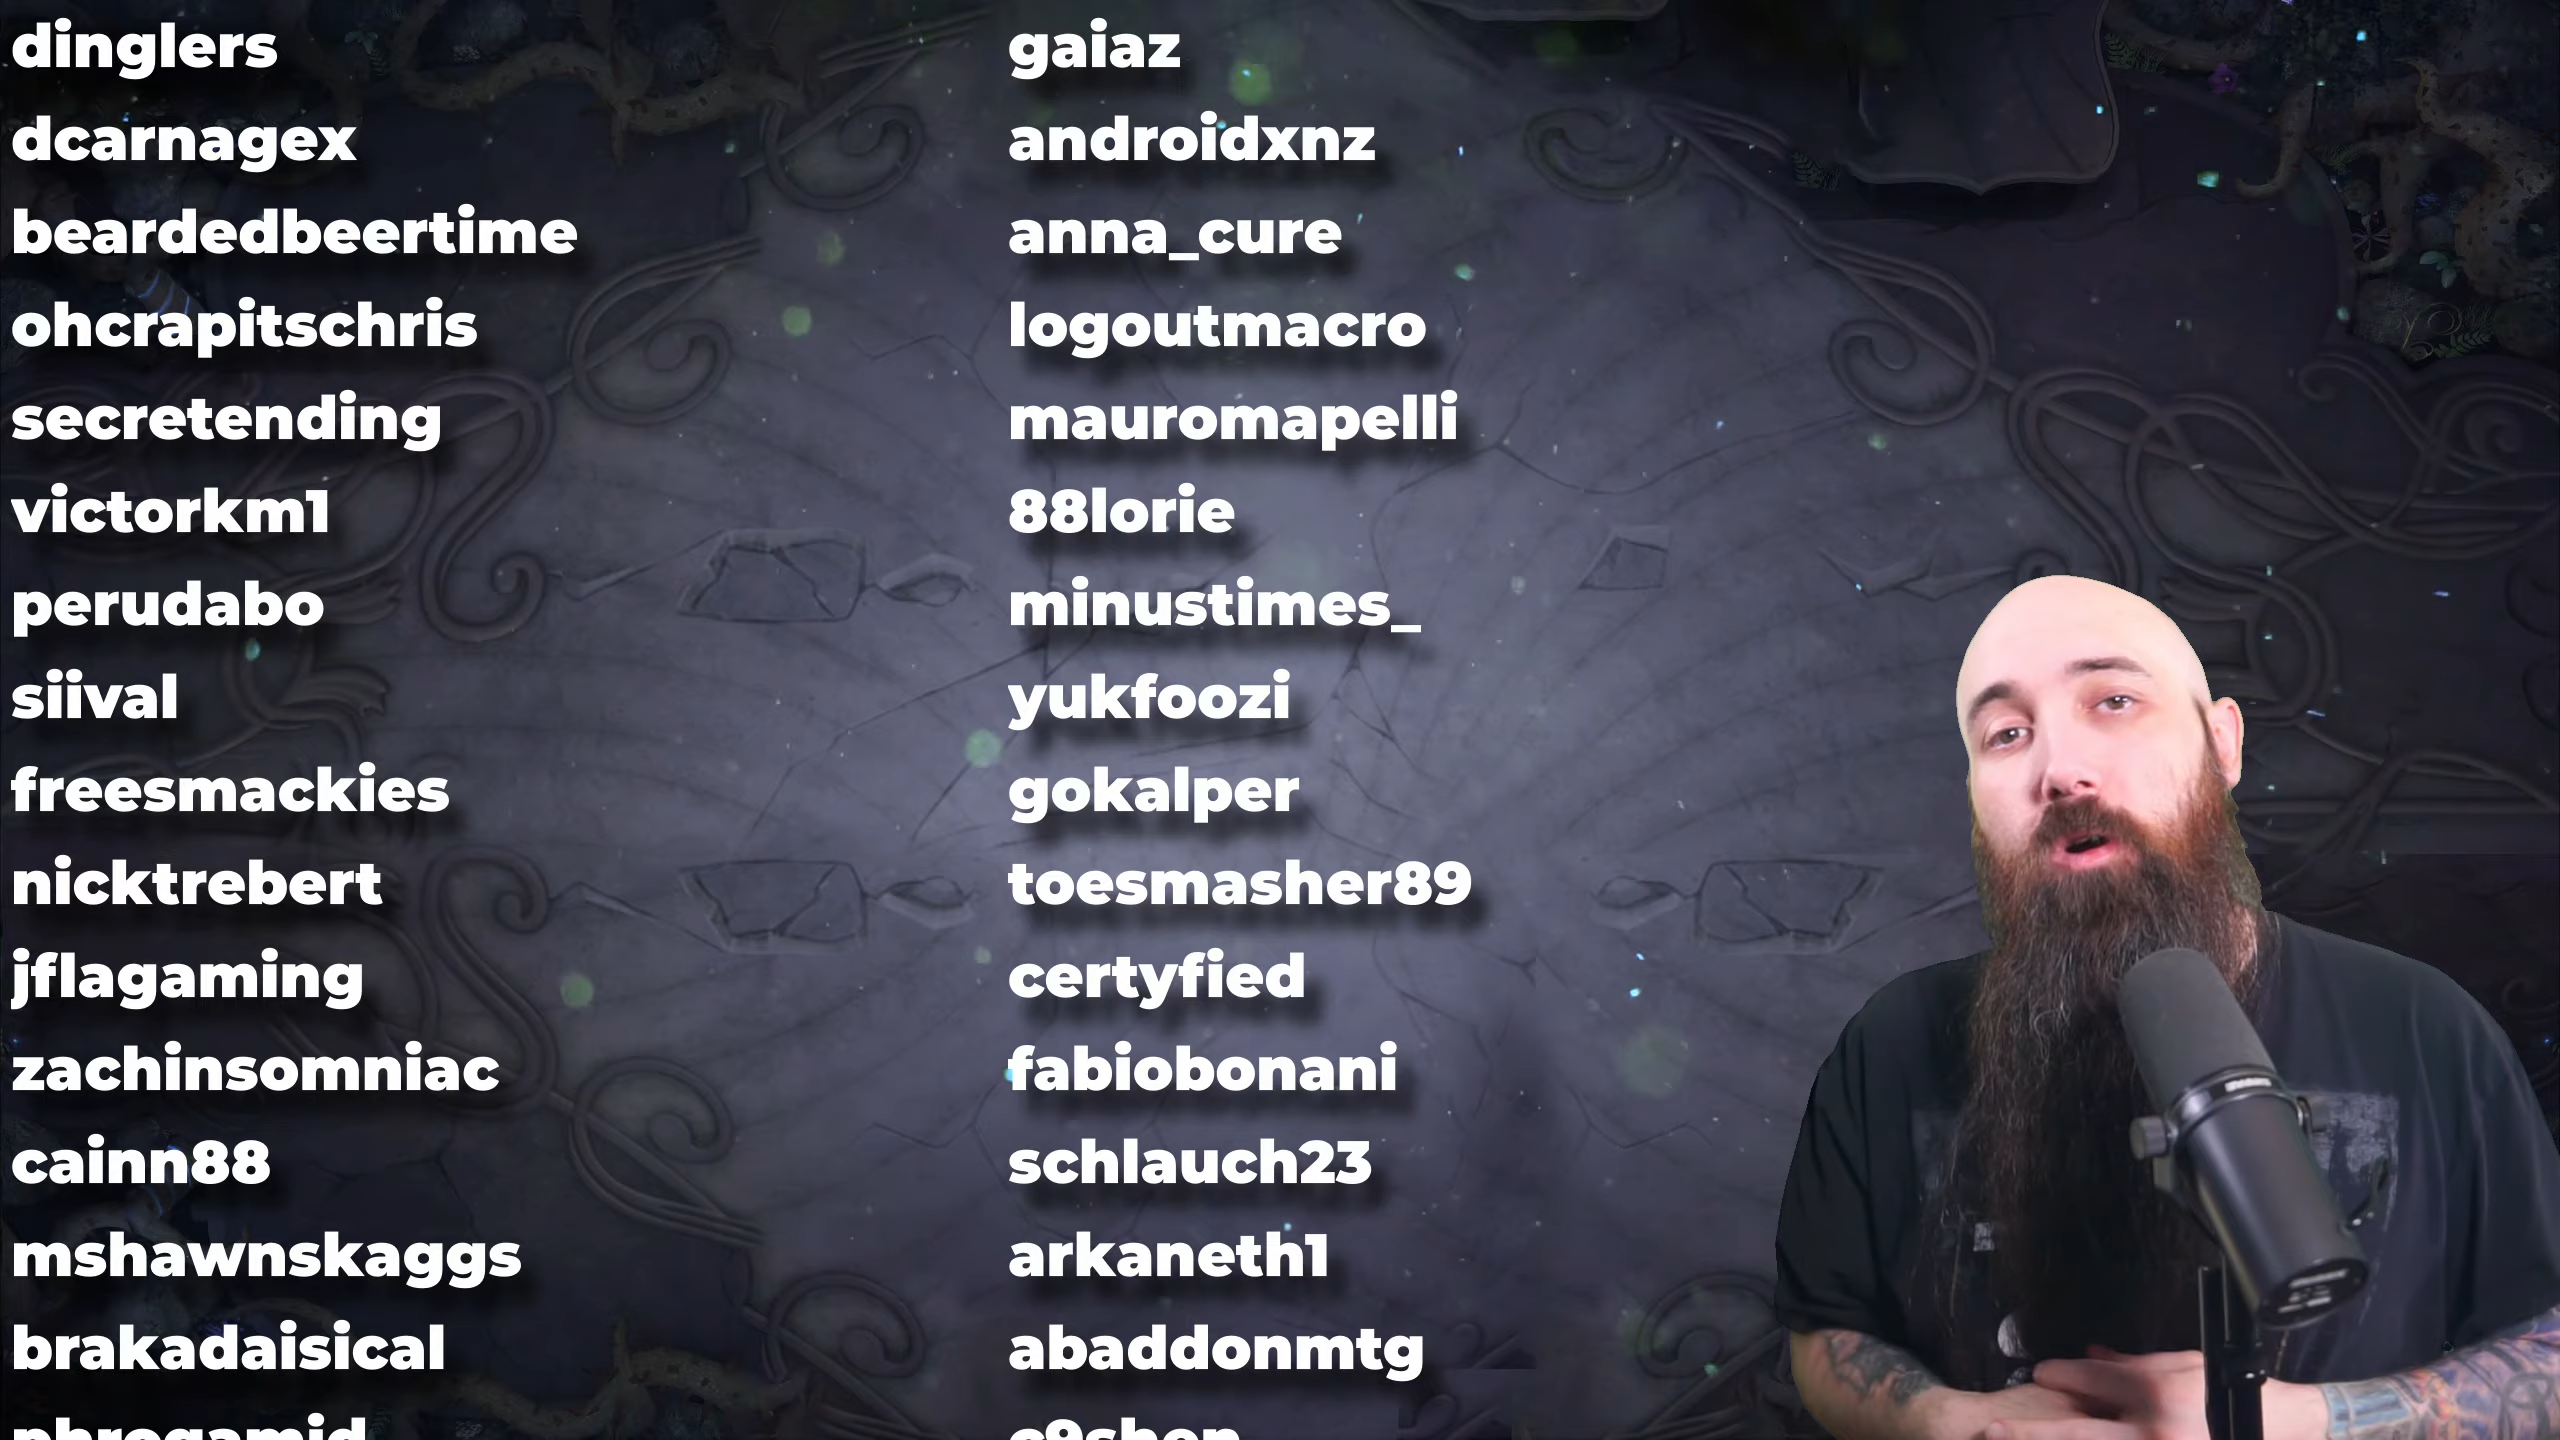 dinglers
dcarnagex
beardedbeertime
ohcrapitschris
secretending
victorkm1
perudabo
siival
freesmackies
nicktrebert
jflagaming
zachinsomniac
cainn88
mshawnskaggs
brakadaisical
gaiaz
androidxnz
anna_cure
logoutmacro
mauromapelli
88lorie
minustimes_
yukfoozi
gokalper
toesmasher89
certyfied
fabiobonani
schlauch23
arkaneth1
abaddonmtg